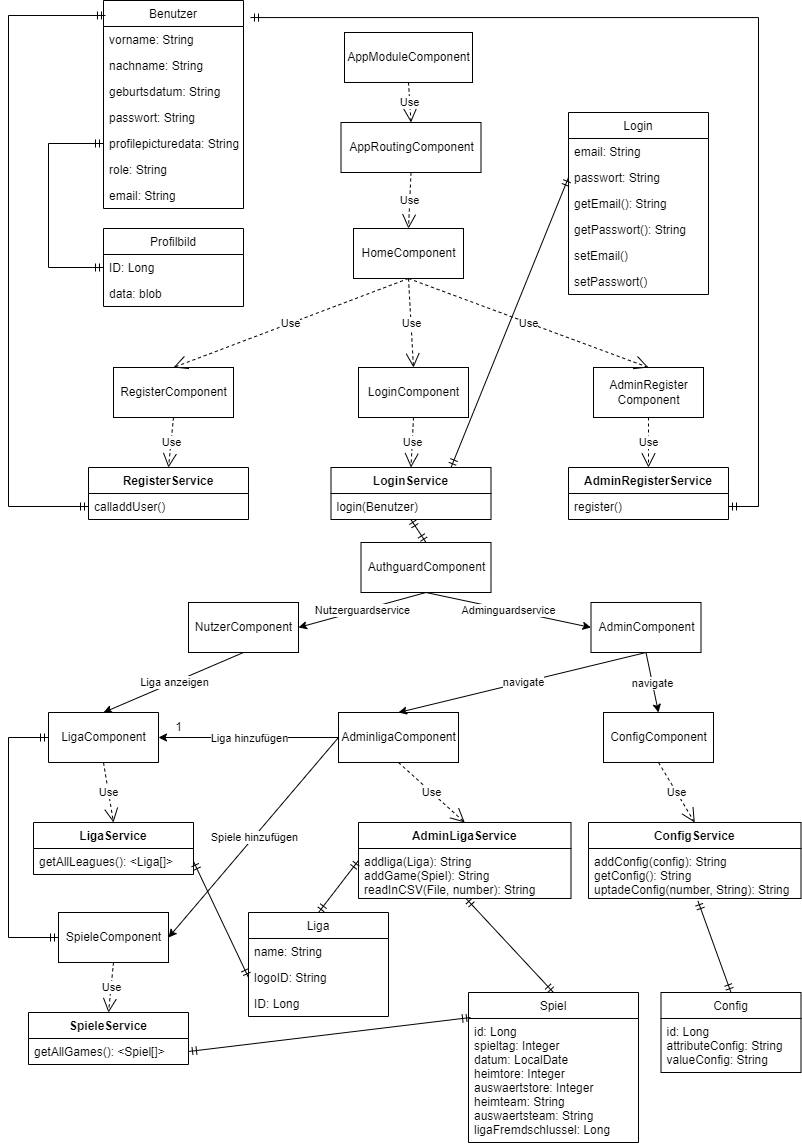 Benutzer
vorname: String
nachname: String
geburtsdatum: String
passwort: String
profilepicturedata: String
role: String
email: String
Profilbild
ID: Long
data: blob
AppModuleComponent
Use
AppRoutingComponent
Use
HomeComponent
Login
email: String
passwort: String
getEmail(): String
getPasswort(): String
setEmail()
setPasswort()
Use
Use
Use
RegisterComponent
LoginComponent
AdminRegister
Component
Use
Use
Use
RegisterService
calladdUser()
LoginService
login(Benutzer)
AdminRegisterService
register()
AuthguardComponent
Nutzerguardservice
Adminguardservice
NutzerComponent
AdminComponent
Liga anzeigen
navigate
navigate
LigaComponent
1
Liga hinzufügen
AdminligaComponent
ConfigComponent
Use
Use
Use
Spiele hinzufügen
LigaService
getAllLeagues(): <Liga[]>
AdminLigaService
addliga(Liga): String
addGame(Spiel): String
readInCSV(File, number): String
ConfigService
addConfig(config): String
getConfig(): String
uptadeConfig(number, String): String
SpieleComponent
Use
Liga
name: String
logoID: String
ID: Long
SpieleService
getAllGames(): <Spiel[]>
Spiel
id: Long
spieltag: Integer
datum: LocalDate
heimtore: Integer
auswaertstore: Integer
heimteam: String
auswaertsteam: String
ligaFremdschlussel: Long
Config
id: Long
attributeConfig: String
valueConfig: String